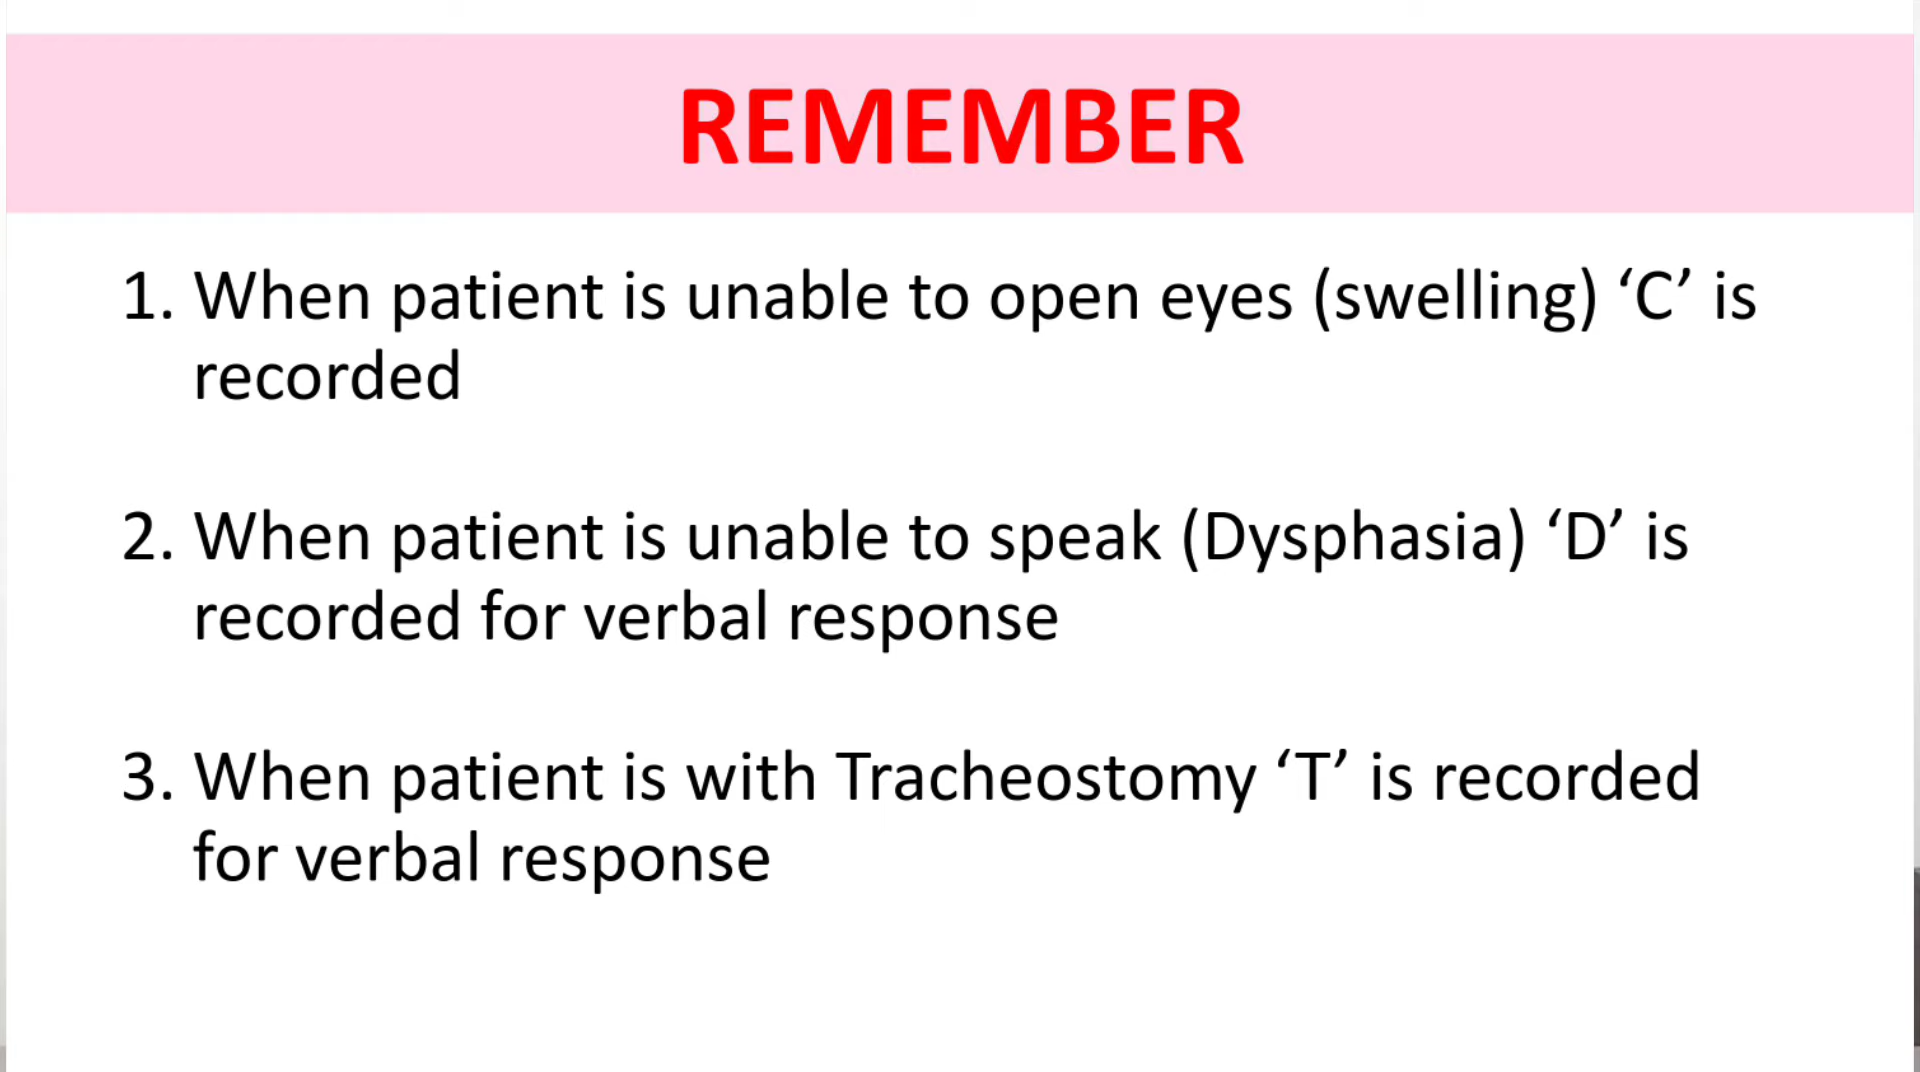 REMEMBER
1. When patient is unable to open eyes (swelling) ‘C’ is
recorded
2. When patient is unable to speak (Dysphasia) ‘D’ is
recorded for verbal response
3. When patient is with Tracheostomy ‘T’ is recorded
for verbal response